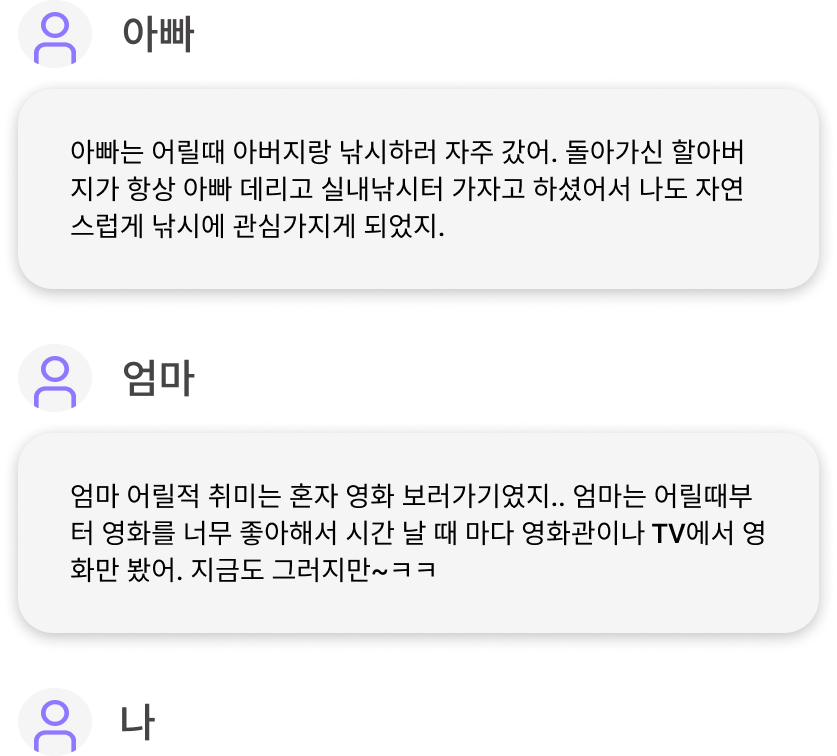 아빠
아빠는 어릴때 아버지랑 낚시하러 자주 갔어. 돌아가신 할아버
지가 항상 아빠 데리고 실내낚시터 가자고 하셨어서 나도 자연
스럽게 낚시에 관심가지게 되었지.
엄마
엄마 어릴적 취미는 혼자 영화 보러가기였지.. 엄마는 어릴때부
터 영화를 너무 좋아해서 시간 날 때 마다 영화관이나 TV에서 영
화만 봤어. 지금도 그러지만~ㅋㅋ
나